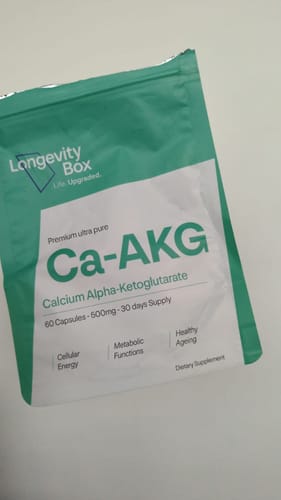 Longevity
Box
Life. Upgraded.
Premium ultra pure
Ca-AKG
Calcium Alpha-Ketoglutarate
60 Capsules - 500mg - 30 days Supply
Cellular
Energy
Metabolic
Functions
Healthy
Ageing
Dietary Supplement